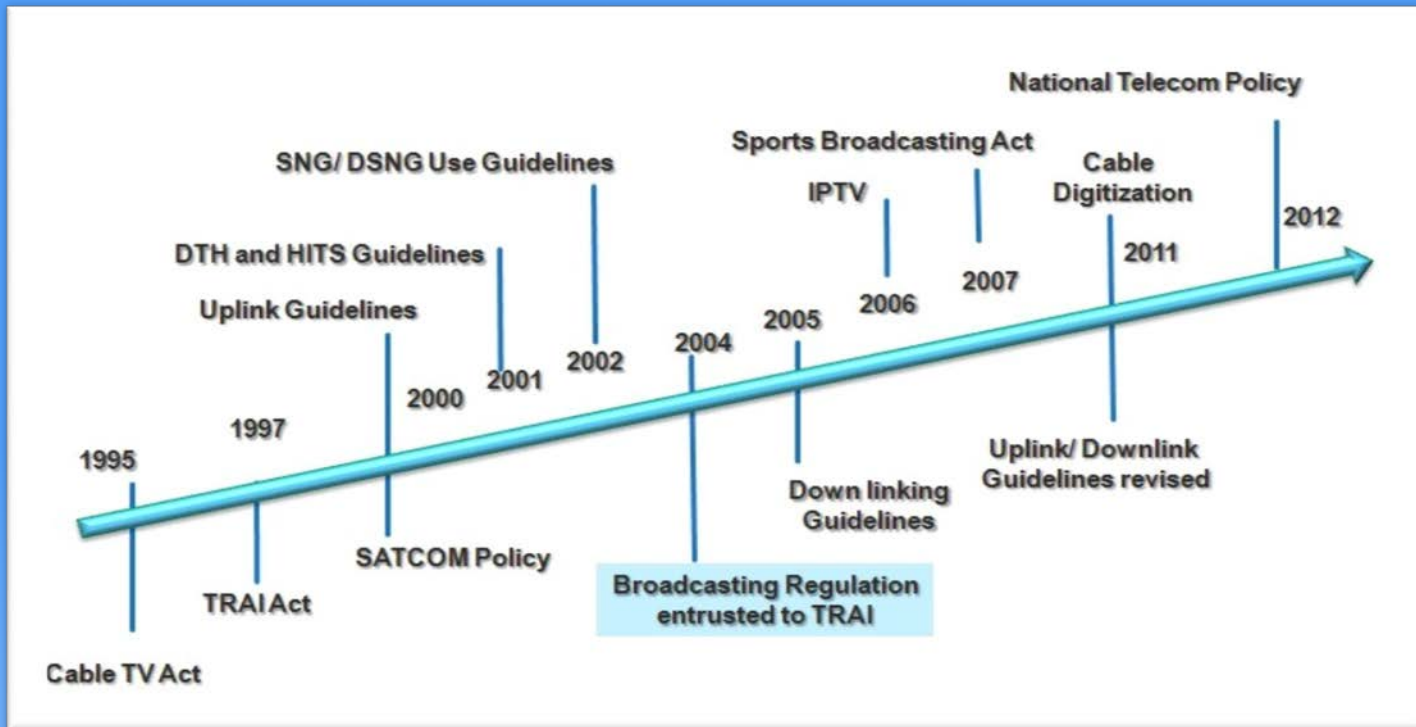 National Telecom Policy
Sports Broadcasting Act
SNG/ DSNG Use Guidelines
Cable
Digitization
IPTV
2012
DTH and HITS Guidelines
2011
2007
Uplink Guidelines
2006
2005
2004
2002
2001
2000
1997
1995
Uplink/ Downlink
Guidelines revised
Down linking
Guidelines
SATCOM Policy
Broadcasting Regulation
entrusted to TRAI
TRAI Act
Cable TV Act